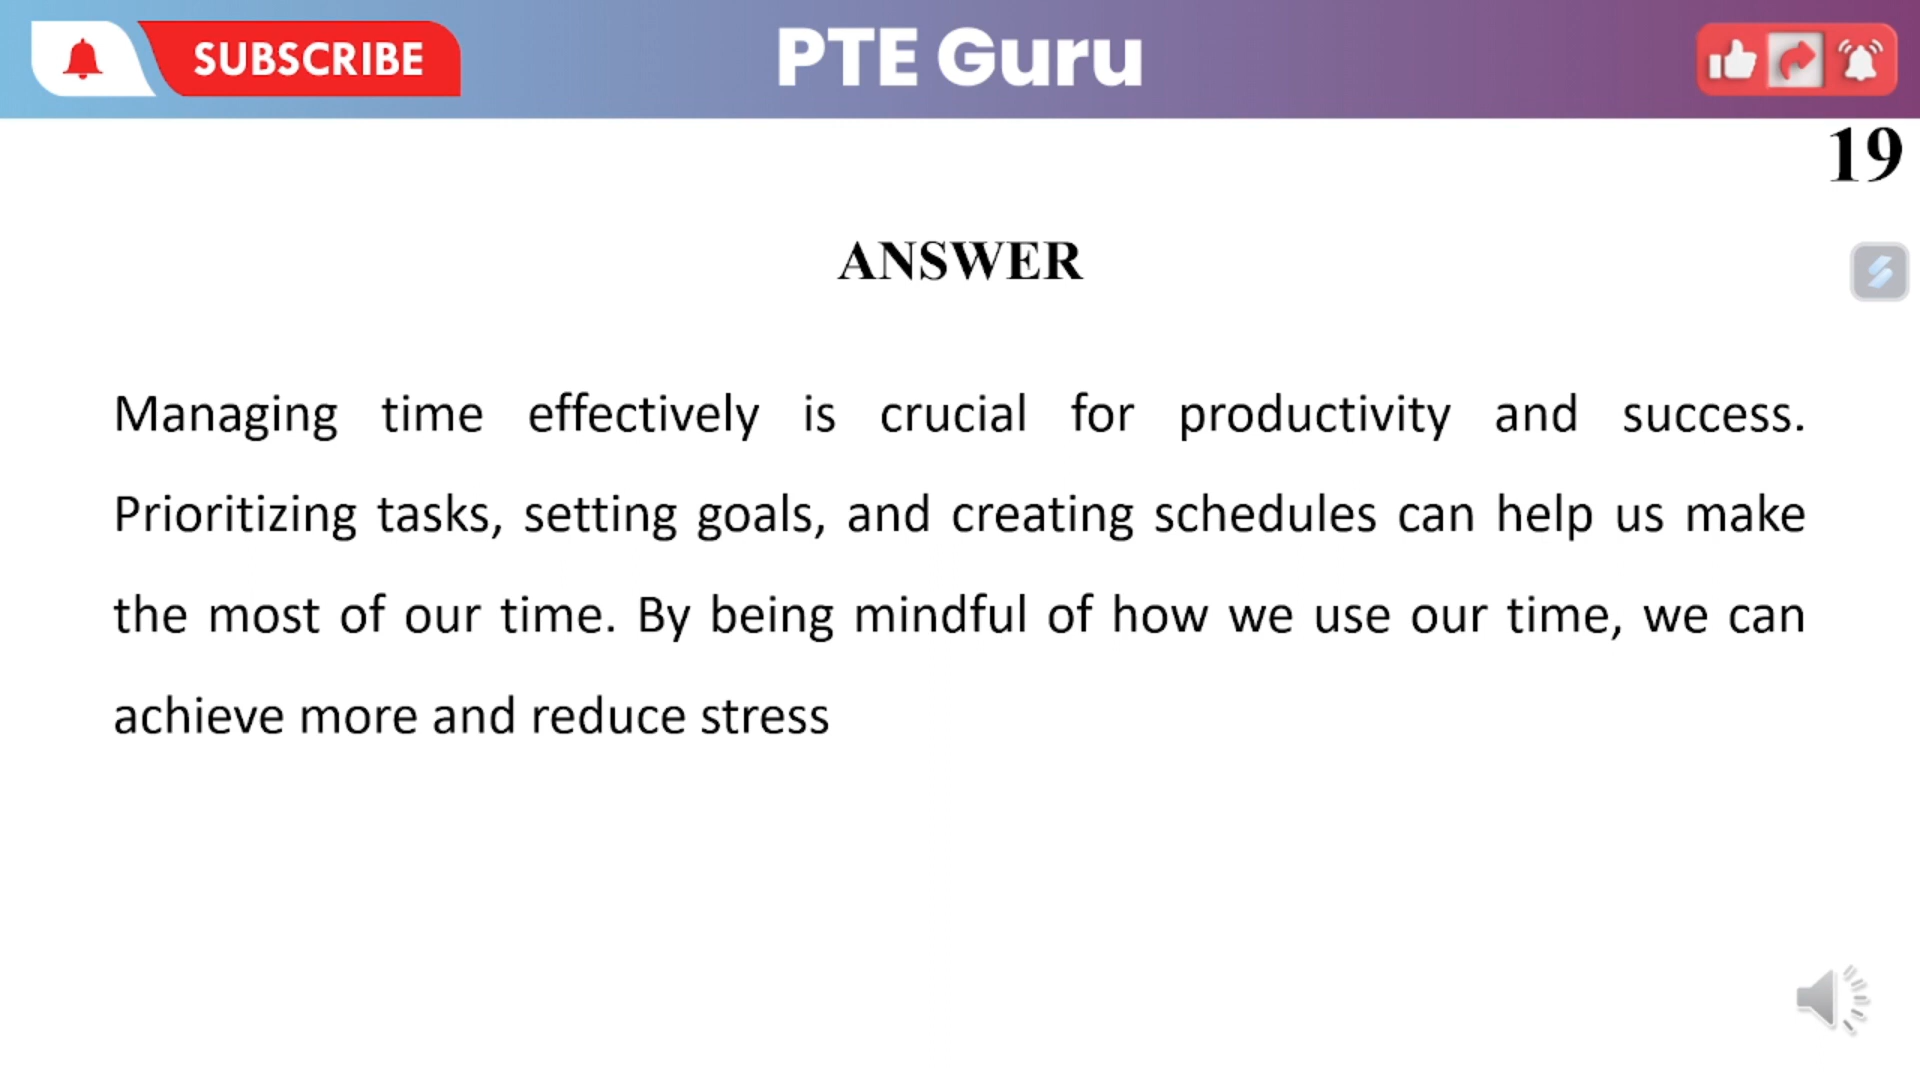 SUBSCRIBE
PTE Guru
19
ANSWER
Managing time effectively is crucial for productivity and success.
Prioritizing tasks, setting goals, and creating schedules can help us make
the most of our time. By being mindful of how we use our time, we can
achieve more and reduce stress